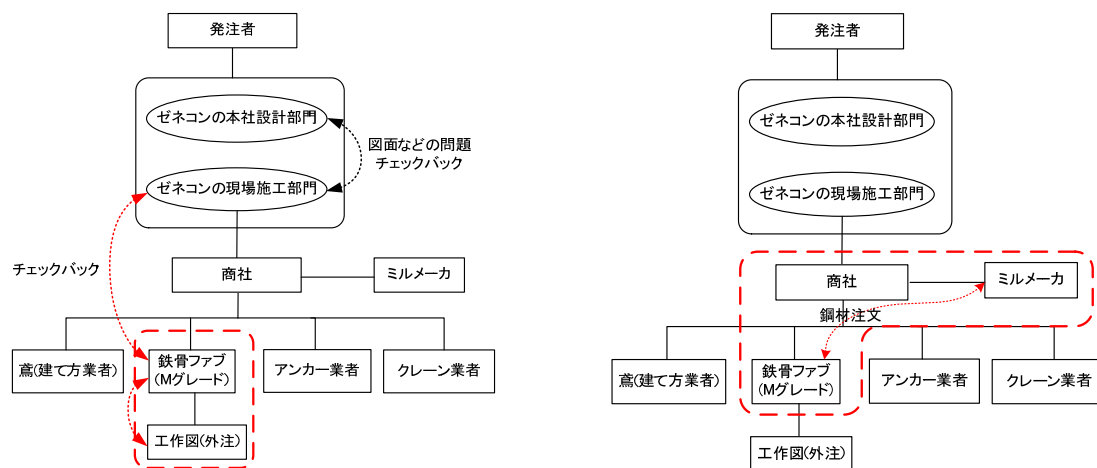 発注者
ゼネコンの本社設計部門
図面などの問題
チェックバック
ゼネコンの現場施工部門
チェックバック
商社
ミルメーカ
鳶(建て方業者)
鉄骨ファブ
(Mグレード)
アンカー業者
クレーン業者
工作図(外注)
発注者
ゼネコンの本社設計部門
ゼネコンの現場施工部門
商社
ミルメーカ
鋼材注文
鳶(建て方業者)
鉄骨ファブ
(Mグレード)
アンカー業者
クレーン業者
工作図(外注)